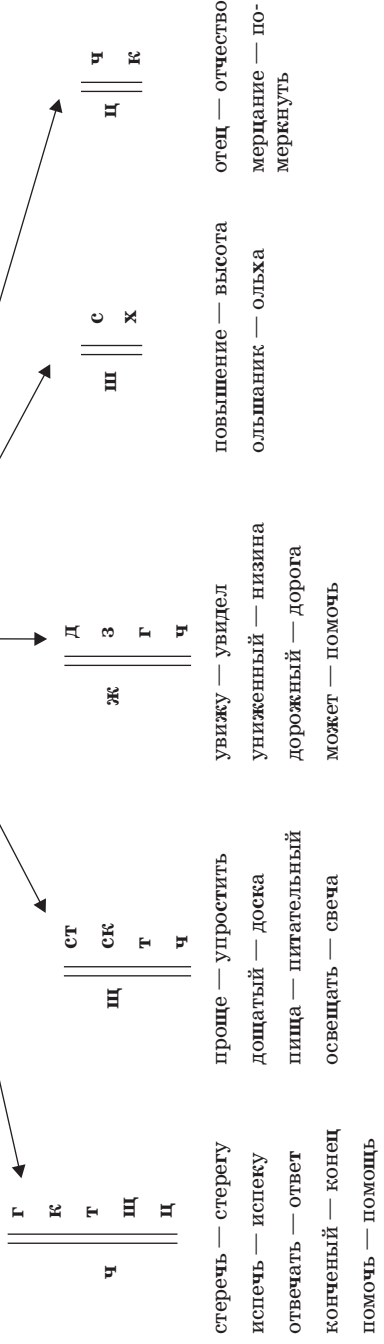 ч
г
к
т
щ
ц
стеречь — стерегу
испечь — испеку
отвечать — ответ
конченый — конец
помочь — помощь
щ
ст
ск
т
ч
проще — упростить
дощатый — доска
пища — питательный
освещать — свеча
ж
д
з
г
ч
увижу — увидел
униженный — низина
дорожный — дорога
может — помочь
ш
с
х
повышение — высота
ольшаник — ольха
ц
ч
к
отец — отчество
мерцание — по-
меркнуть